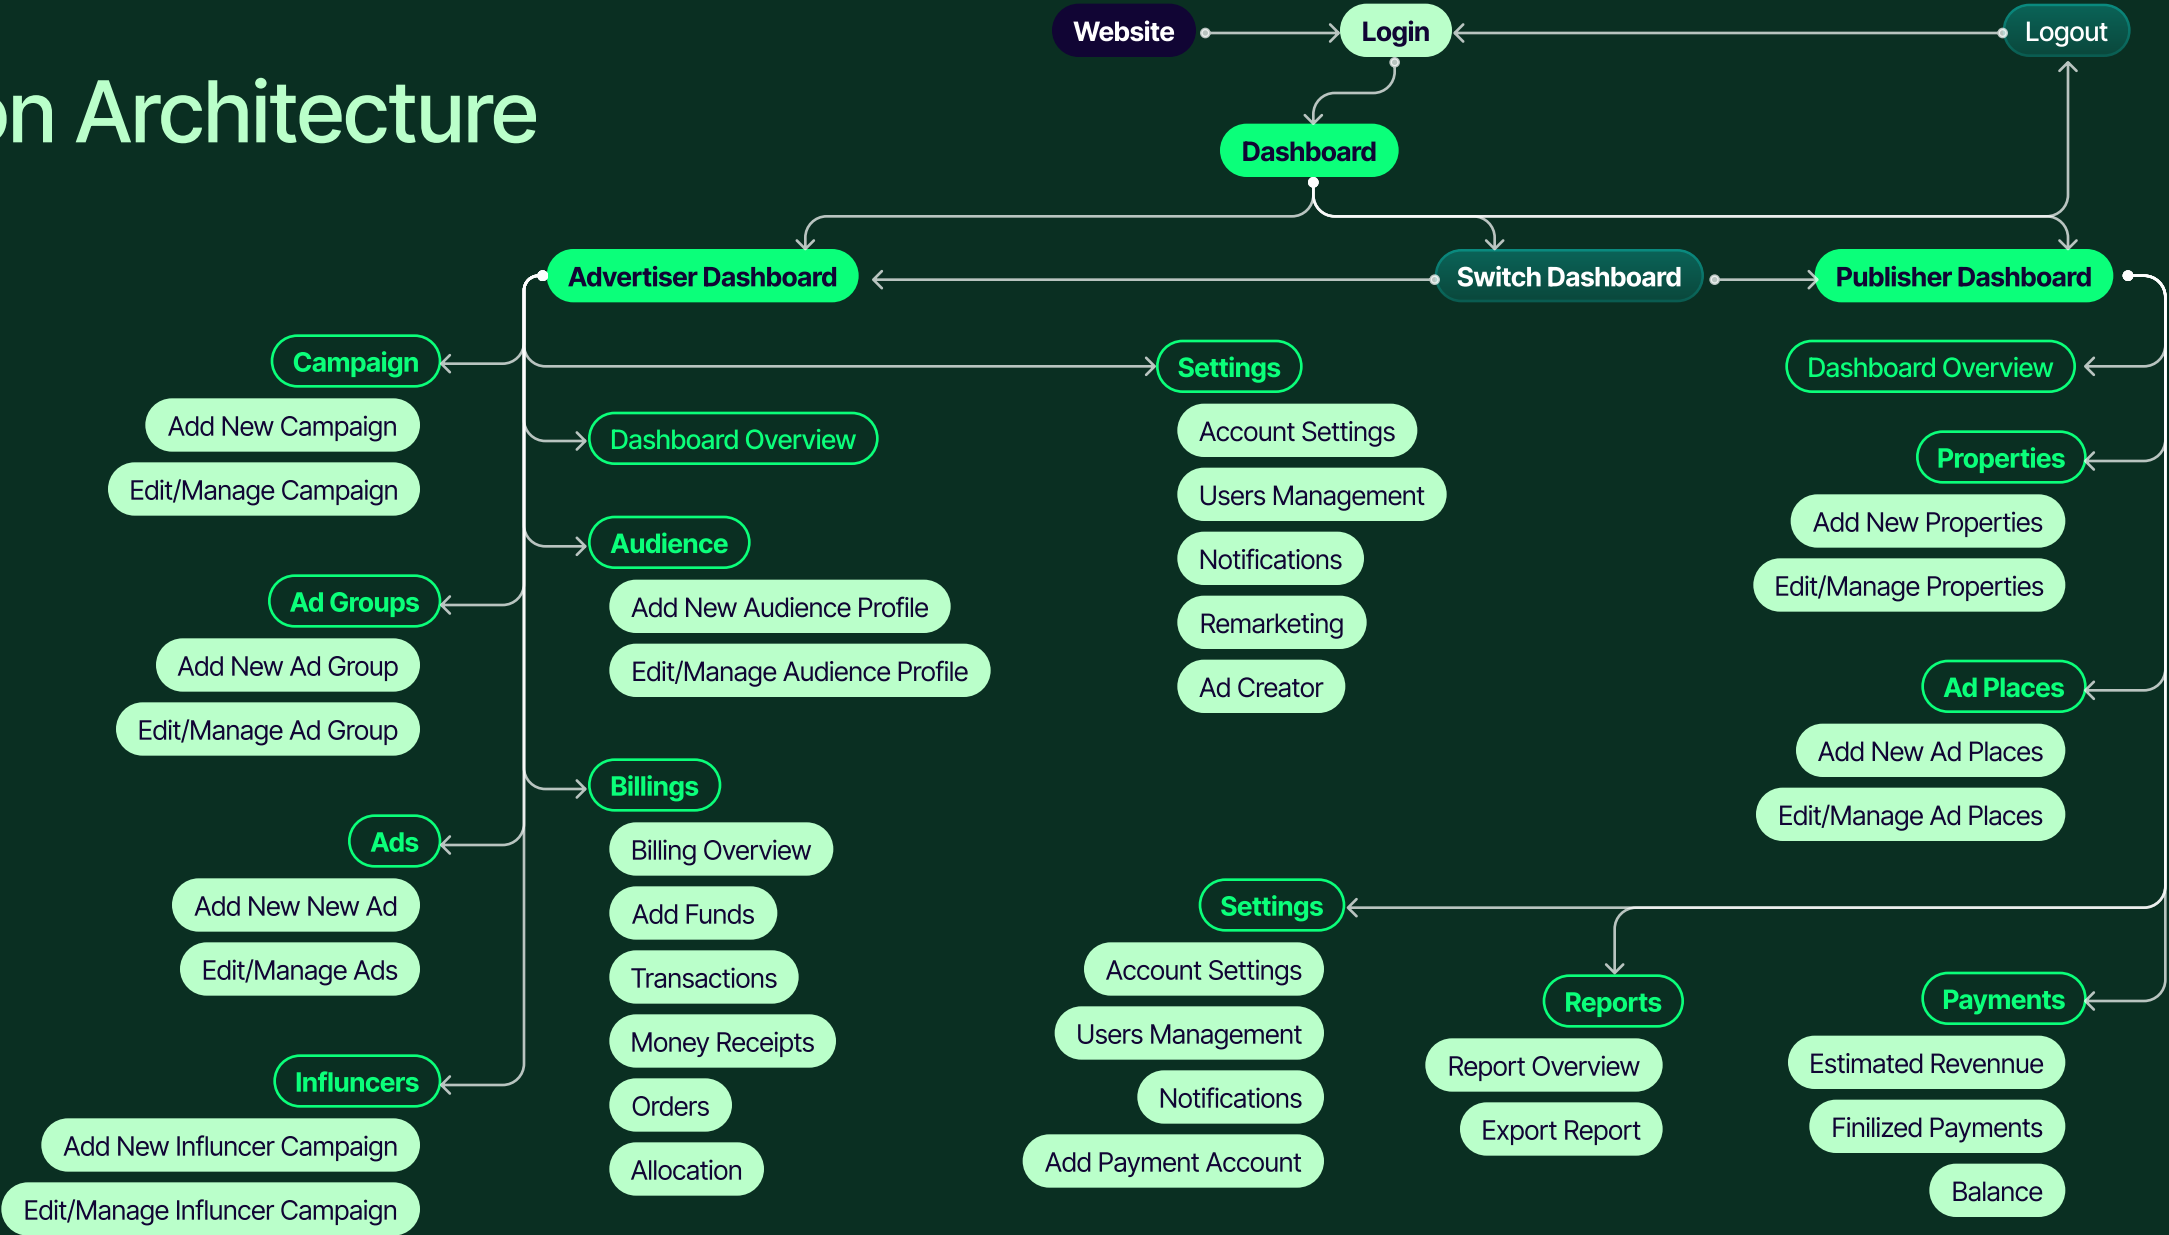 Website
Login
Logout
on Architecture
Dashboard
Advertiser Dashboard
Switch Dashboard
Publisher Dashboard
Campaign
Add New Campaign
Edit/Manage Campaign
Ad Groups
Add New Ad Group
Edit/Manage Ad Group
Ads
Add New New Ad
Edit/Manage Ads
Influncers
Add New Influncer Campaign
Edit/Manage Influncer Campaign
Dashboard Overview
Audience
Add New Audience Profile
Edit/Manage Audience Profile
Billings
Billing Overview
Add Funds
Transactions
Money Receipts
Orders
Allocation
Settings
Account Settings
Users Management
Notifications
Remarketing
Ad Creator
Dashboard Overview
Properties
Add New Properties
Edit/Manage Properties
Ad Places
Add New Ad Places
Edit/Manage Ad Places
Settings
Account Settings
Users Management
Notifications
Add Payment Account
Reports
Report Overview
Export Report
Payments
Estimated Revennue
Finilized Payments
Balance